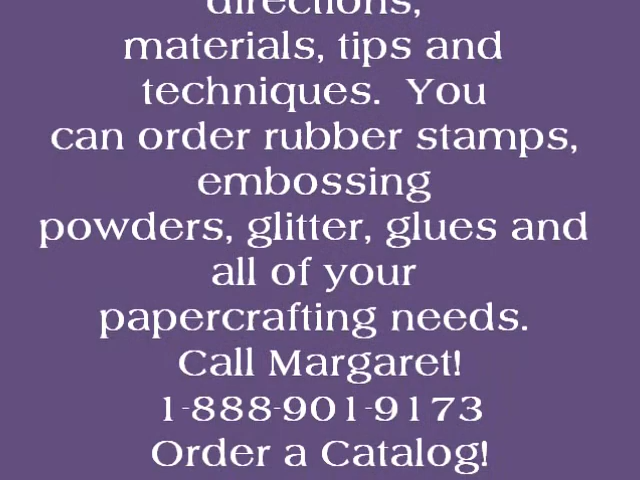 directions,
materials, tips and
techniques.  You
can order rubber stamps,
embossing
powders, glitter, glues and
all of your
papercrafting needs.
Call Margaret!
1-888-901-9173
Order a Catalog!